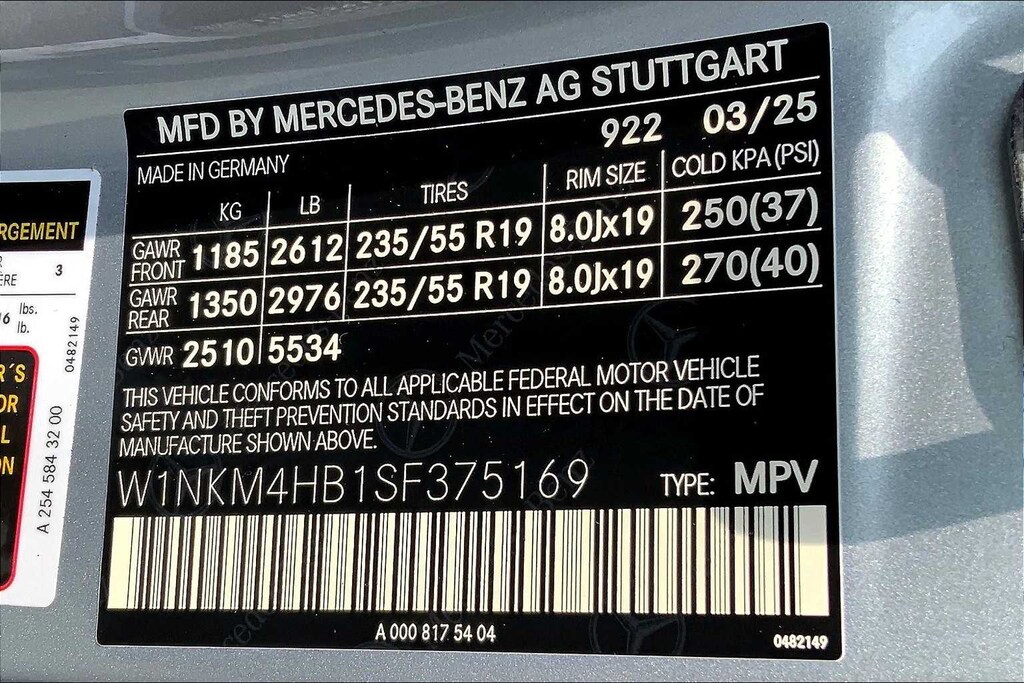 MFD BY MERCEDES-BENZ AG STUTTGART
922 03/25
MADE IN GERMANY
KG LB TIRES RIM SIZE COLD KPA (PSI)
GAWR FRONT 1185 2612 235/55 R19 8.0Jx19 250(37)
GAWR REAR 1350 2976 235/55 R19 8.0Jx19 270(40)
GVWR 2510 5534
THIS VEHICLE CONFORMS TO ALL APPLICABLE FEDERAL MOTOR VEHICLE
SAFETY AND THEFT PREVENTION STANDARDS IN EFFECT ON THE DATE OF
MANUFACTURE SHOWN ABOVE.
W1NKM4HB1SF375169 TYPE: MPV
A 000 817 54 04
0482149
3
lbs.
lb.
0482149
A 254 584 32 00